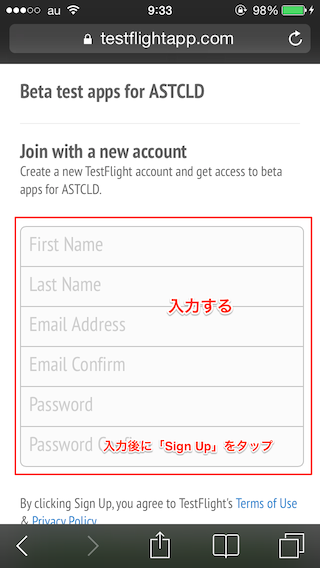 au 9:33 98%
testflightapp.com
Beta test apps for ASTCLD
Join with a new account
Create a new TestFlight account and get access to beta
apps for ASTCLD.
First Name
Last Name
入力する
Email Address
Email Confirm
Password
Password
入力後に「Sign Up」をタップ
By clicking Sign Up, you agree to TestFlight's Terms of Use
& Privacy Policy